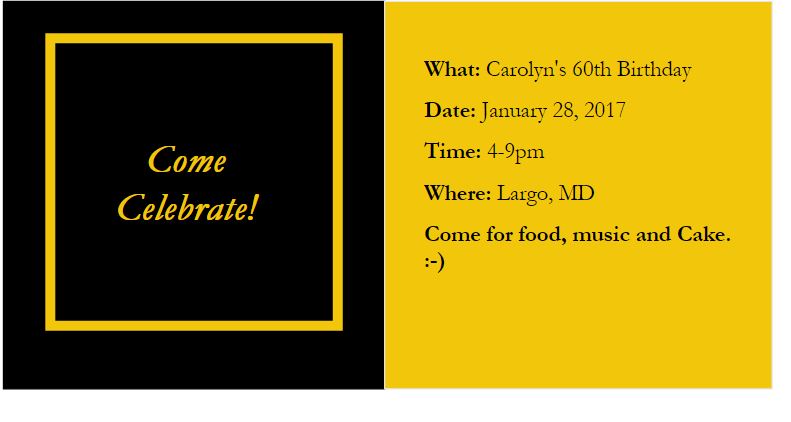 Come
Celebrate!
What: Carolyn's 60th Birthday
Date: January 28, 2017
Time: 4-9pm
Where: Largo, MD
Come for food, music and Cake.
:-)